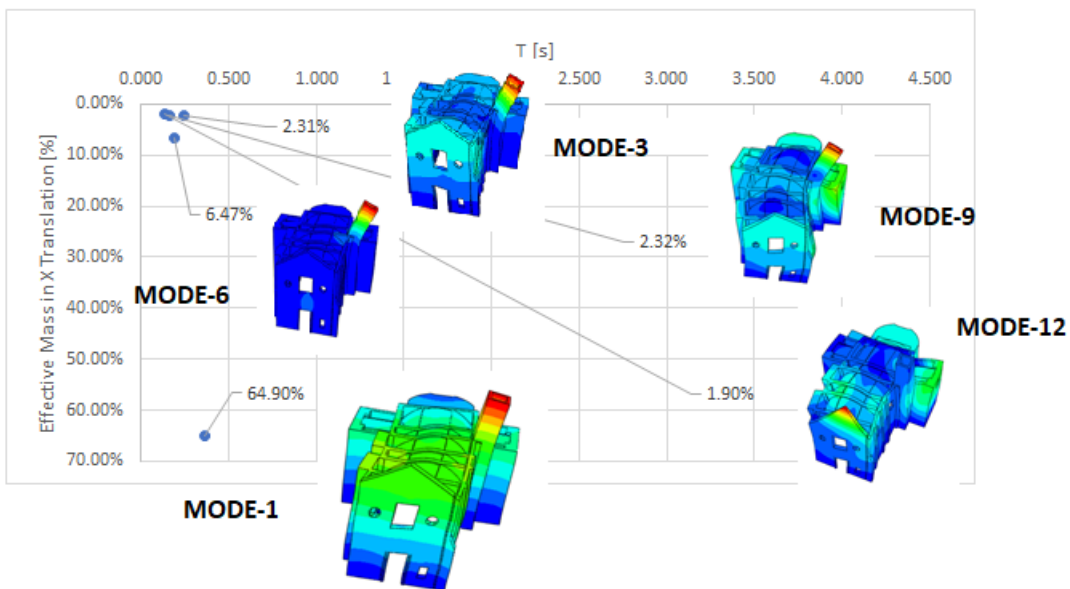 T [s]
0.000 0.500 1.000 1 2.500 3.000 3.500 4.000 4.500
0.00%
10.00%
20.00%
30.00%
40.00%
50.00%
60.00%
70.00%
Effective Mass in X Translation [%]
2.31%
MODE-3
6.47%
MODE-9
2.32%
MODE-6
MODE-12
64.90%
1.90%
MODE-1